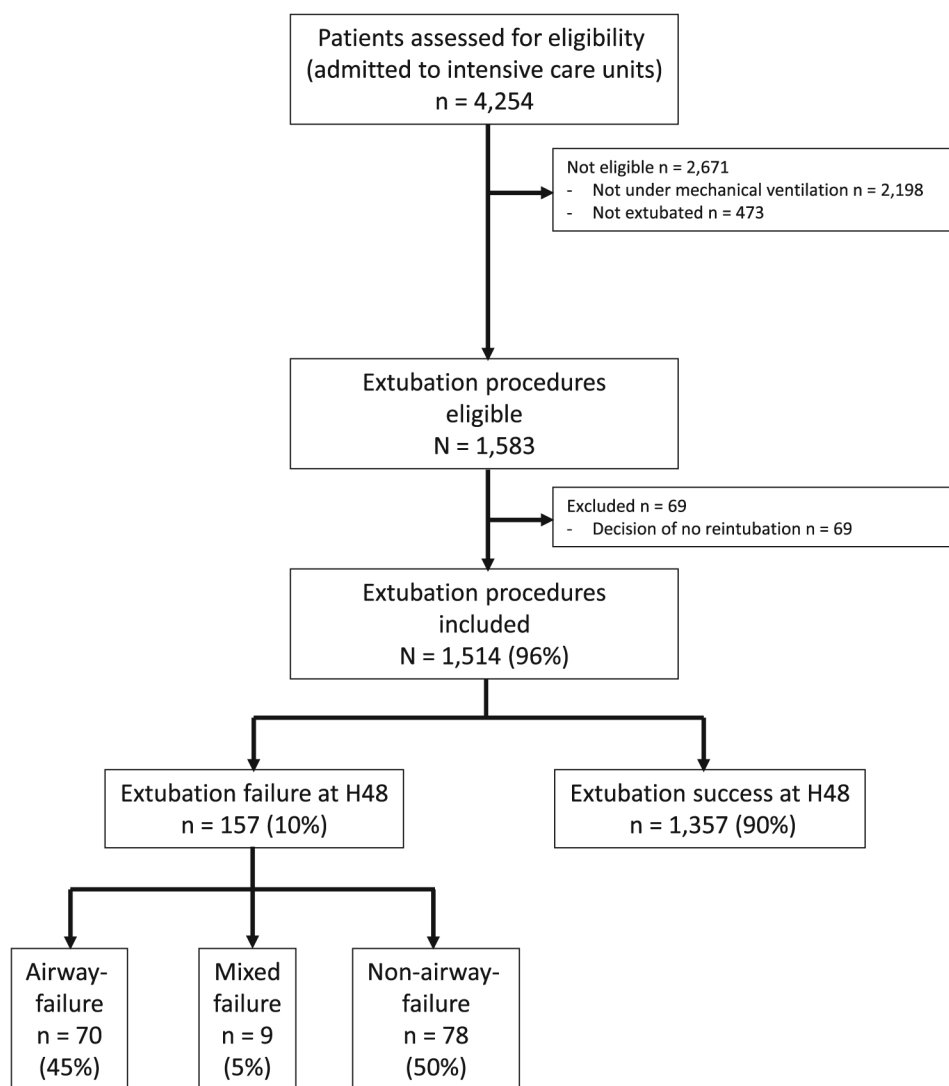 Patients assessed for eligibility
(admitted to intensive care units)
n = 4,254
Not eligible n = 2,671
- Not under mechanical ventilation n = 2,198
- Not extubated n = 473
Extubation procedures
eligible
N = 1,583
Excluded n = 69
- Decision of no reintubation n = 69
Extubation procedures
included
N = 1,514 (96%)
Extubation failure at H48
n = 157 (10%)
Extubation success at H48
n = 1,357 (90%)
Airway-
failure
n = 70
(45%)
Mixed
failure
n = 9
(5%)
Non-airway-
failure
n = 78
(50%)